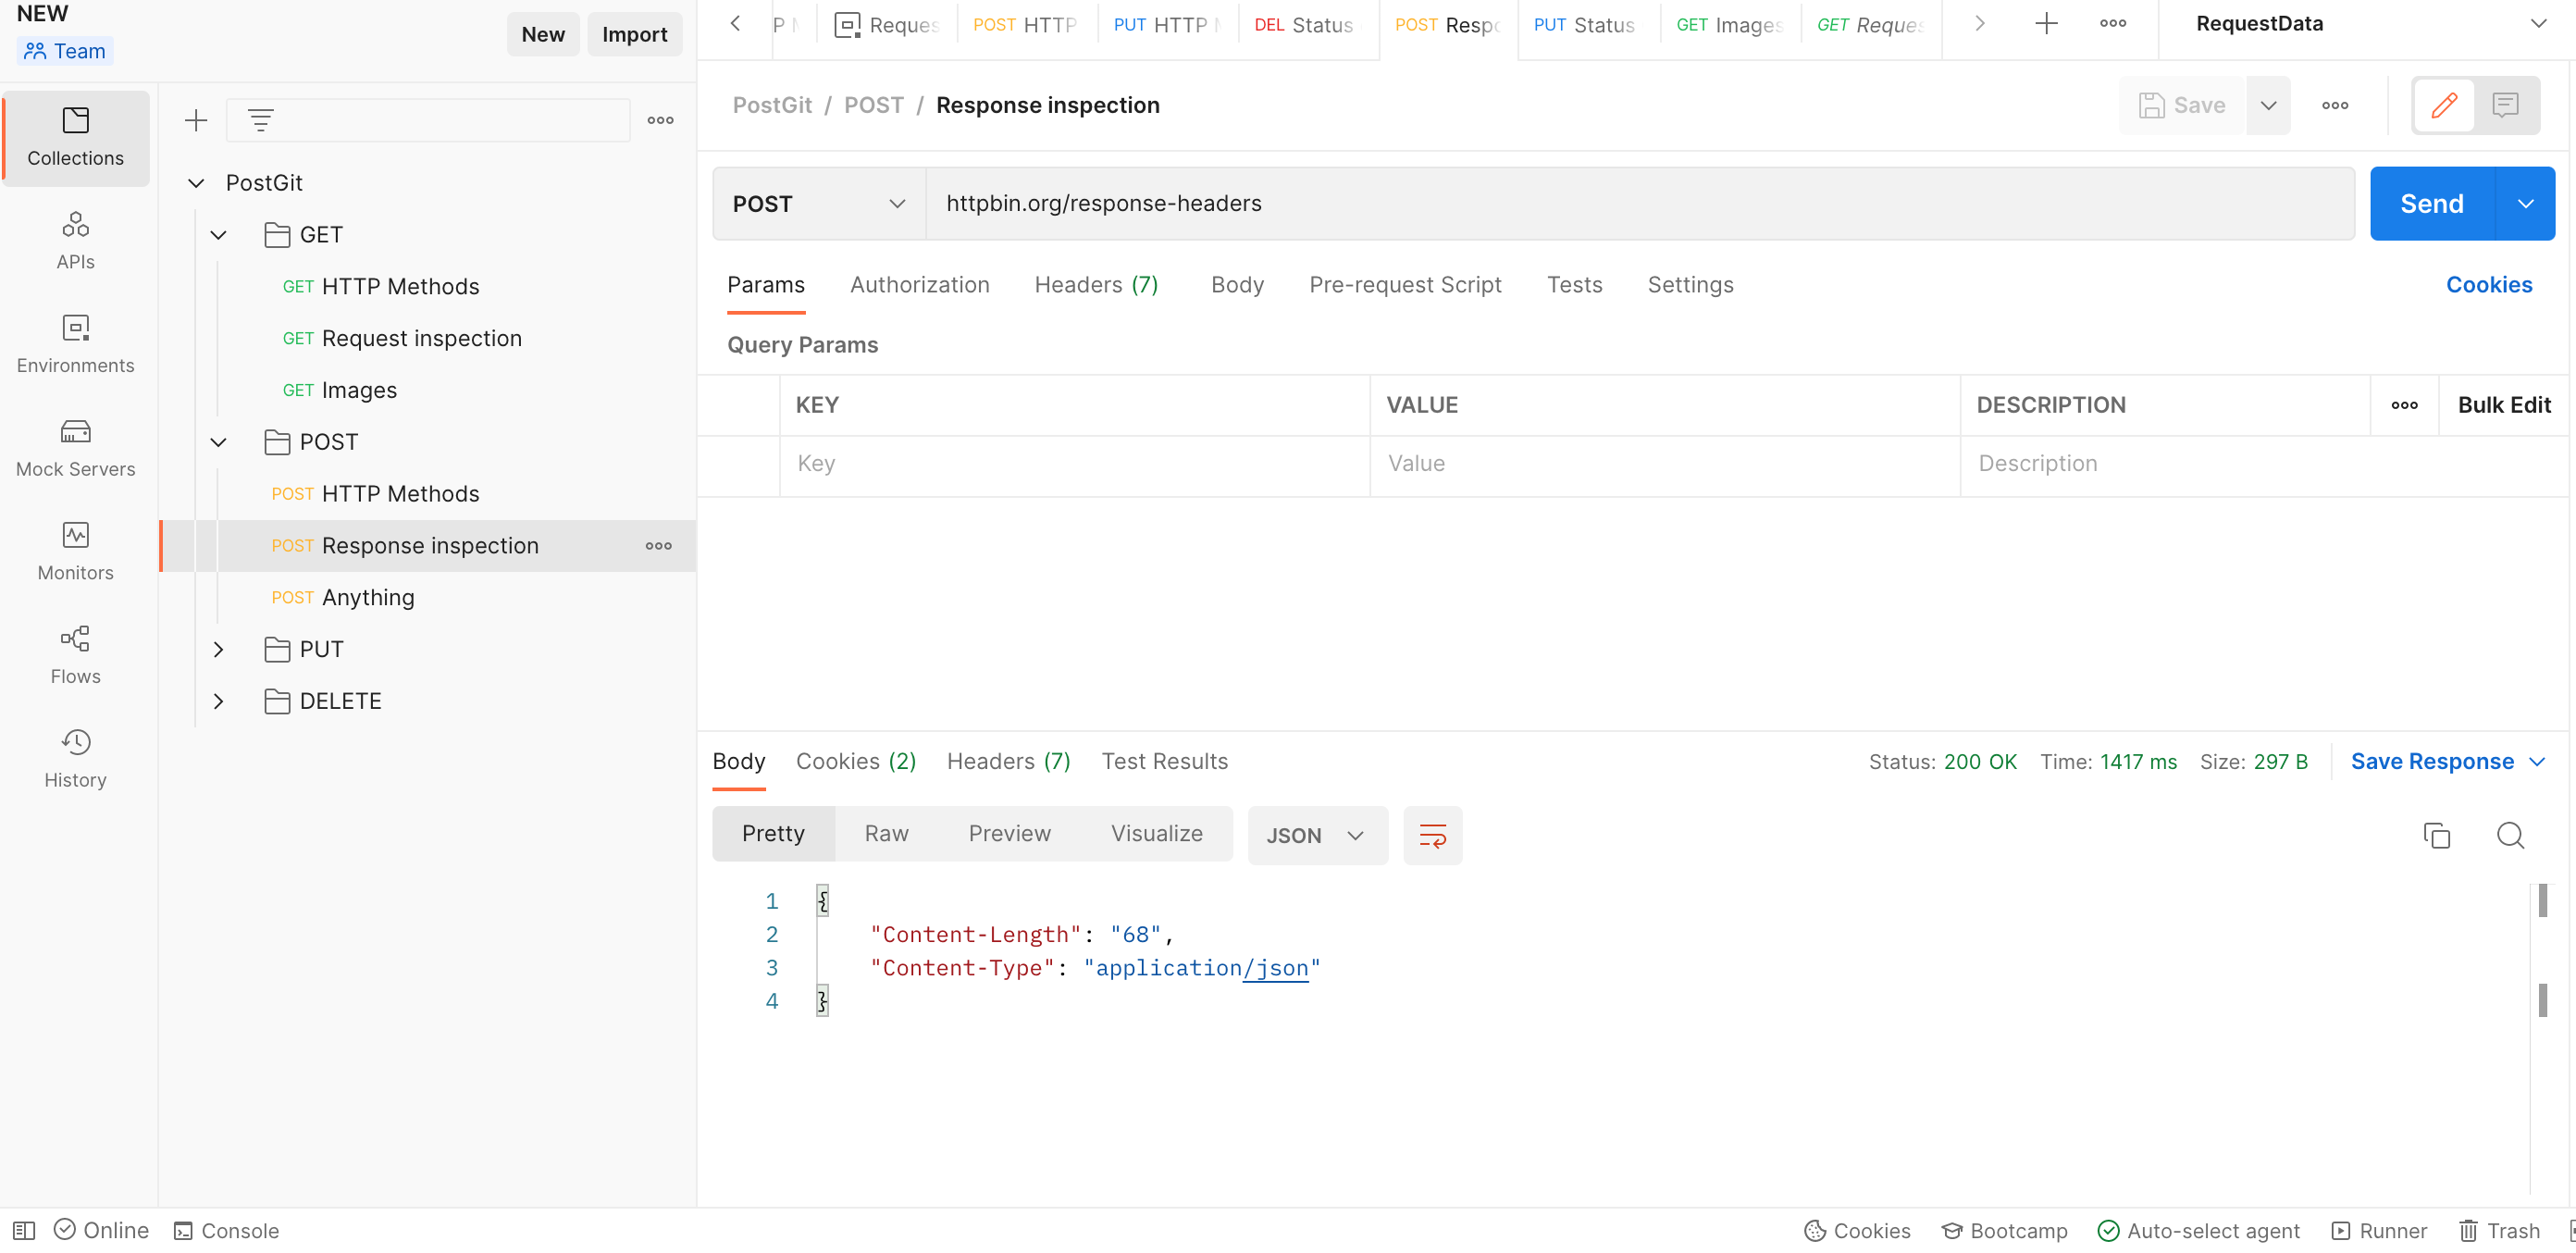 NEW
Team
New
Import
POST HTTP
PUT HTTP
DEL Status
POST
PUT Status
GET Images
GET
RequestData
Collections
APIs
Environments
Mock Servers
Monitors
Flows
History
PostGit
GET
GET HTTP Methods
GET Request inspection
GET Images
POST
POST HTTP Methods
POST Response inspection
POST Anything
PUT
DELETE
PostGit / POST / Response inspection
Save
POST
httpbin.org/response-headers
Send
Params Authorization Headers (7) Body Pre-request Script Tests Settings
Cookies
Query Params
KEY VALUE DESCRIPTION Bulk Edit
Key Value Description
Body Cookies (2) Headers (7) Test Results
Status: 200 OK Time: 1417 ms Size: 297 B
Save Response
Pretty Raw Preview Visualize
JSON
1 {
2 "Content-Length": "68",
3 "Content-Type": "application/json"
4 }
Online
Console
Cookies
Bootcamp
Auto-select agent
Runner
Trash